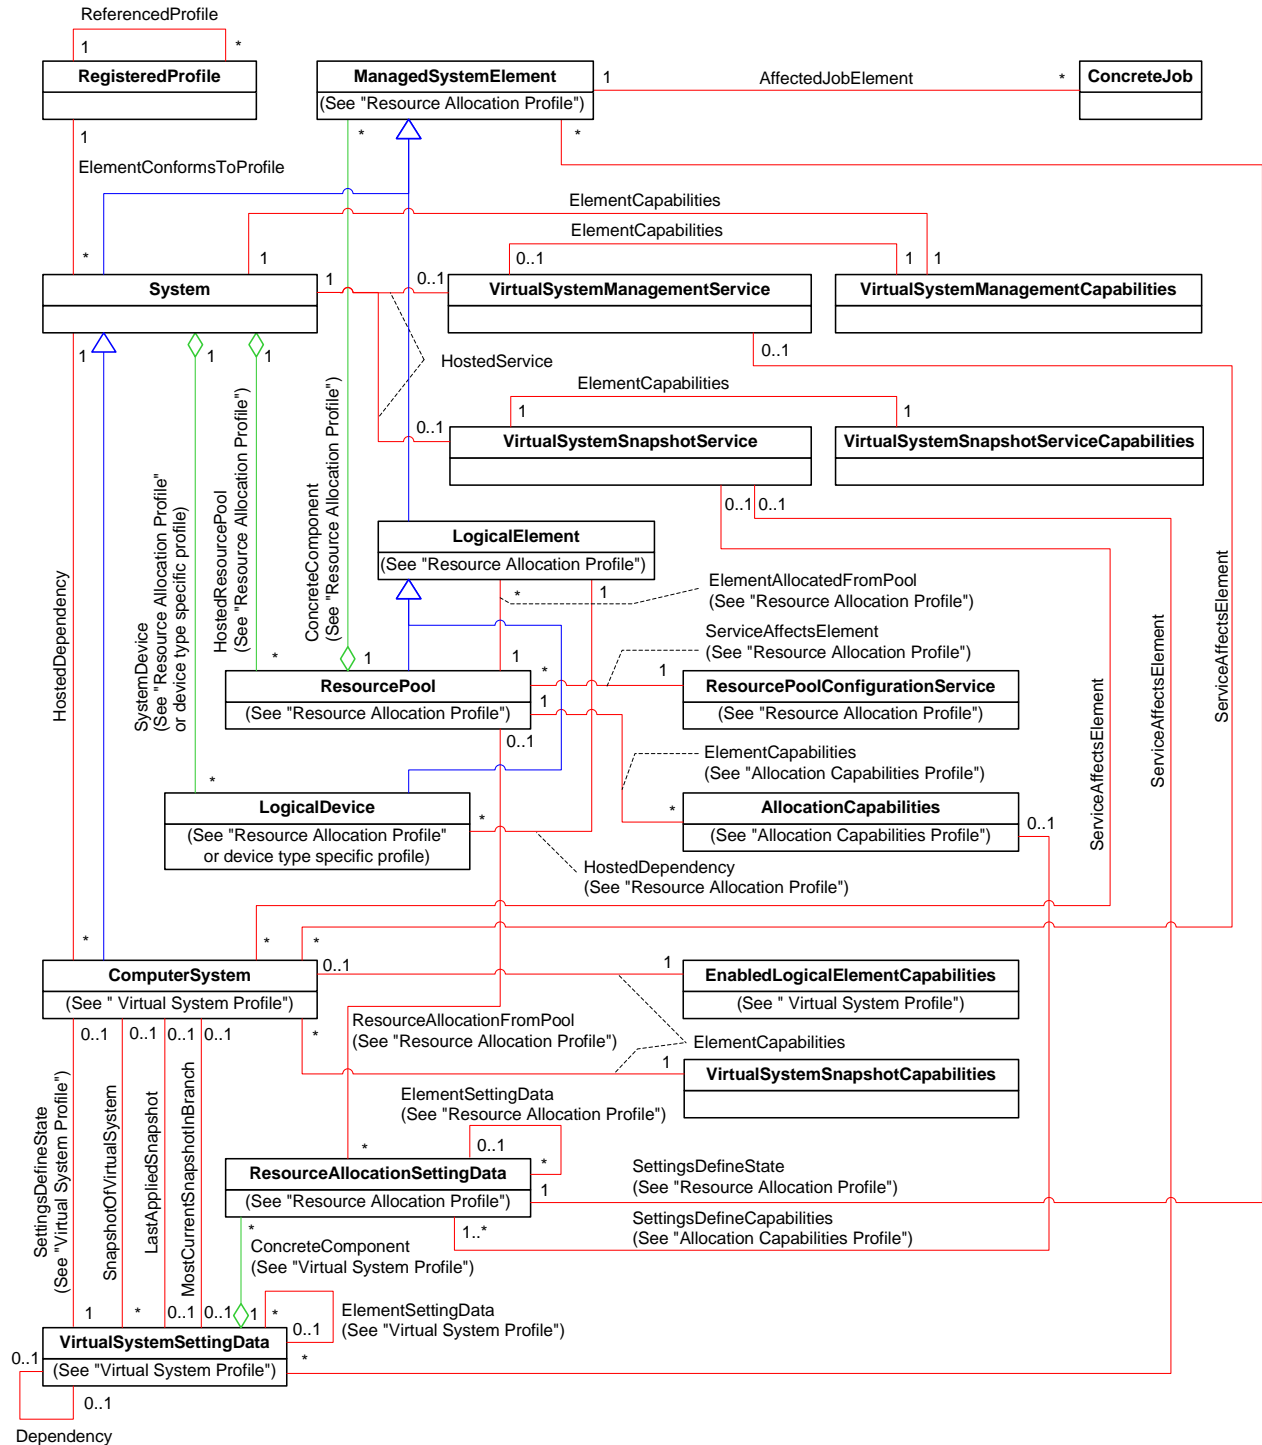 ReferencedProfile
1
*
RegisteredProfile
ManagedSystemElement
(See "Resource Allocation Profile")
1
AffectedJobElement
*
ConcreteJob
1
*
*
ElementConformsToProfile
ElementCapabilities
ElementCapabilities
*
1
1
0..1
0..1
1
1
System
VirtualSystemManagementService
VirtualSystemManagementCapabilities
1
1
1
0..1
HostedService
ElementCapabilities
1
1
0..1
VirtualSystemSnapshotService
VirtualSystemSnapshotServiceCapabilities
0..1
0..1
HostedDependency
SystemDevice
(See "Resource Allocation Profile"
or device type specific profile)
HostedResourcePool
(See "Resource Allocation Profile")
ConcreteComponent
(See "Resource Allocation Profile")
LogicalElement
(See "Resource Allocation Profile")
*
1
ElementAllocatedFromPool
(See "Resource Allocation Profile")
ServiceAffectsElement
(See "Resource Allocation Profile")
ServiceAffectsElement
ServiceAffectsElement
ServiceAffectsElement
*
1
1
*
1
ResourcePool
(See "Resource Allocation Profile")
1
0..1
ResourcePoolConfigurationService
(See "Resource Allocation Profile")
ElementCapabilities
(See "Allocation Capabilities Profile")
*
LogicalDevice
(See "Resource Allocation Profile"
or device type specific profile)
*
*
AllocationCapabilities
(See "Allocation Capabilities Profile")
0..1
HostedDependency
(See "Resource Allocation Profile")
*
*
*
ComputerSystem
(See " Virtual System Profile")
0..1
1
EnabledLogicalElementCapabilities
(See " Virtual System Profile")
0..1
0..1
0..1
0..1
*
ResourceAllocationFromPool
(See "Resource Allocation Profile")
ElementCapabilities
1
VirtualSystemSnapshotCapabilities
ElementSettingData
(See "Resource Allocation Profile")
SettingsDefineState
(See "Virtual System Profile")
SnapshotOfVirtualSystem
LastAppliedSnapshot
MostCurrentSnapshotInBranch
*
0..1
*
ResourceAllocationSettingData
(See "Resource Allocation Profile")
1
SettingsDefineState
(See "Resource Allocation Profile")
*
1..*
SettingsDefineCapabilities
(See "Allocation Capabilities Profile")
ConcreteComponent
(See "Virtual System Profile")
1
*
0..1
0..1
1
*
0..1
ElementSettingData
(See "Virtual System Profile")
VirtualSystemSettingData
(See "Virtual System Profile")
*
0..1
0..1
Dependency